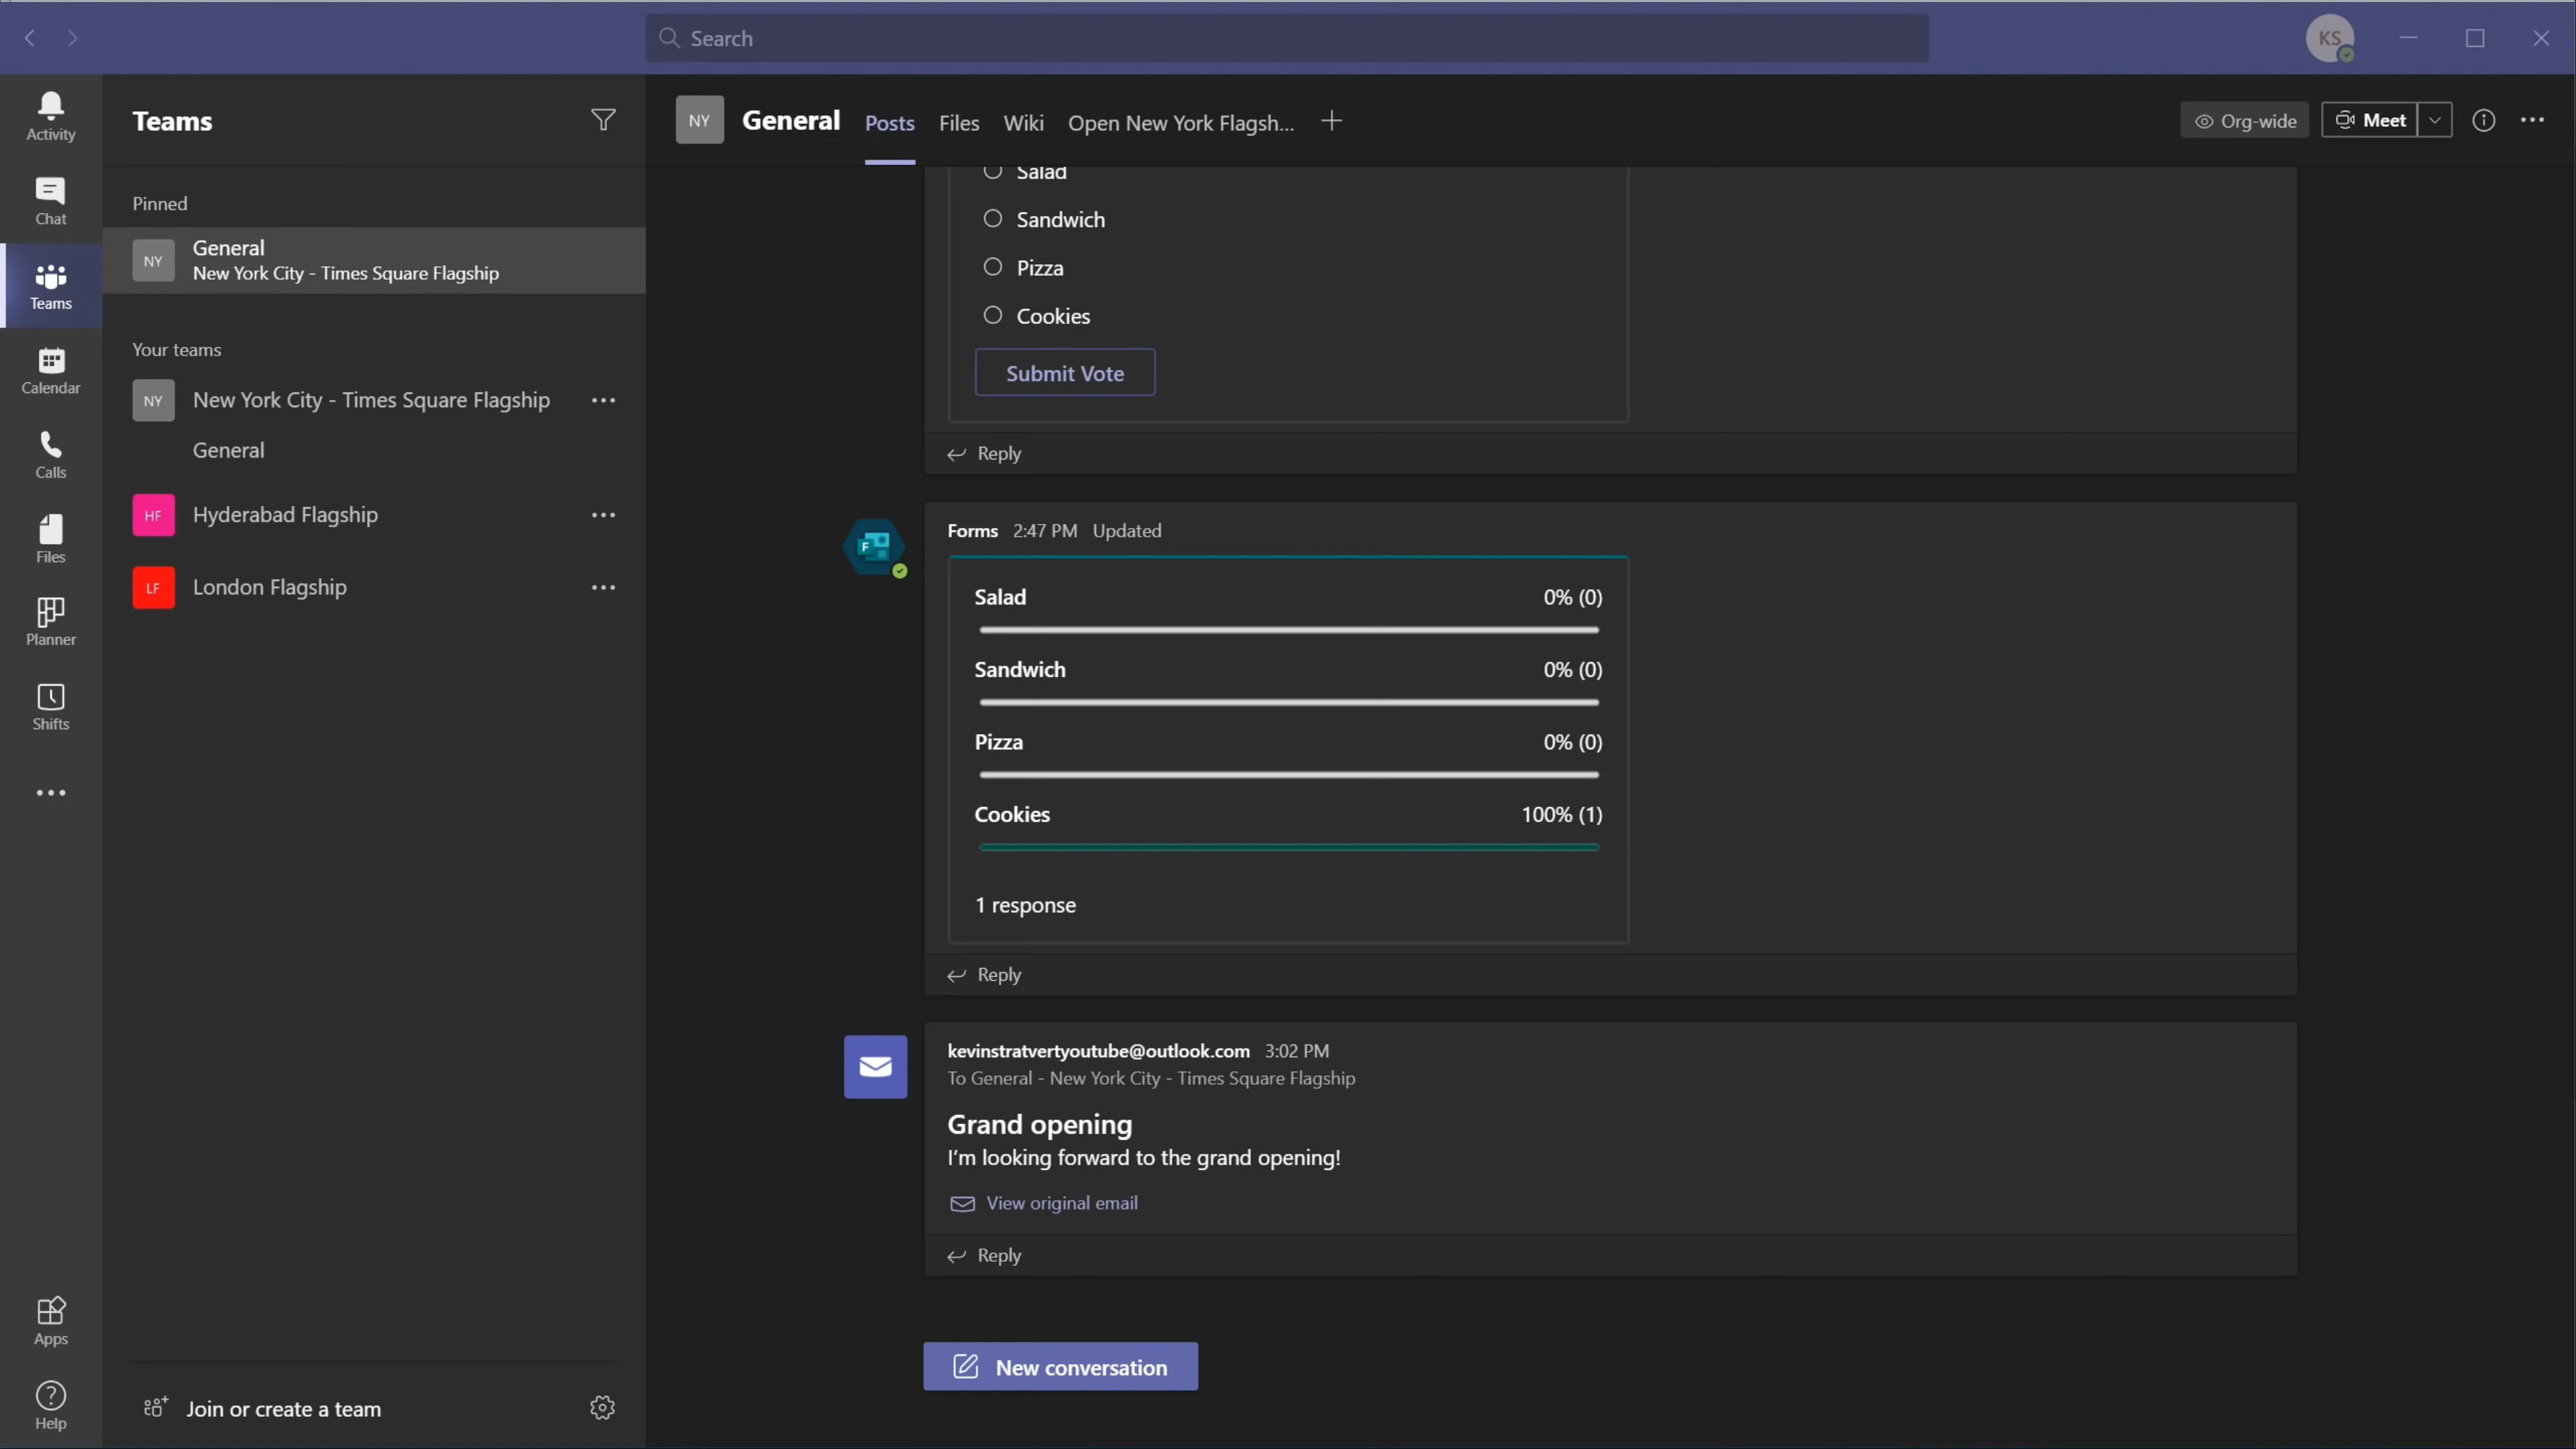 Search
KS
Activity
Chat
Teams
Calendar
Calls
Files
Planner
Shifts
Apps
Help
Teams
Pinned
NY
General
New York City - Times Square Flagship
Your teams
NY
New York City - Times Square Flagship
General
HF
Hyderabad Flagship
LF
London Flagship
Join or create a team
NY General Posts Files Wiki Open New York Flagsh...
Org-wide
Meet
Salad
Sandwich
Pizza
Cookies
Submit Vote
Reply
F
Forms 2:47 PM Updated
Salad 0% (0)
Sandwich 0% (0)
Pizza 0% (0)
Cookies 100% (1)
1 response
Reply
kevinstratvertyoutube@outlook.com 3:02 PM
To General - New York City - Times Square Flagship
Grand opening
I'm looking forward to the grand opening!
View original email
Reply
New conversation